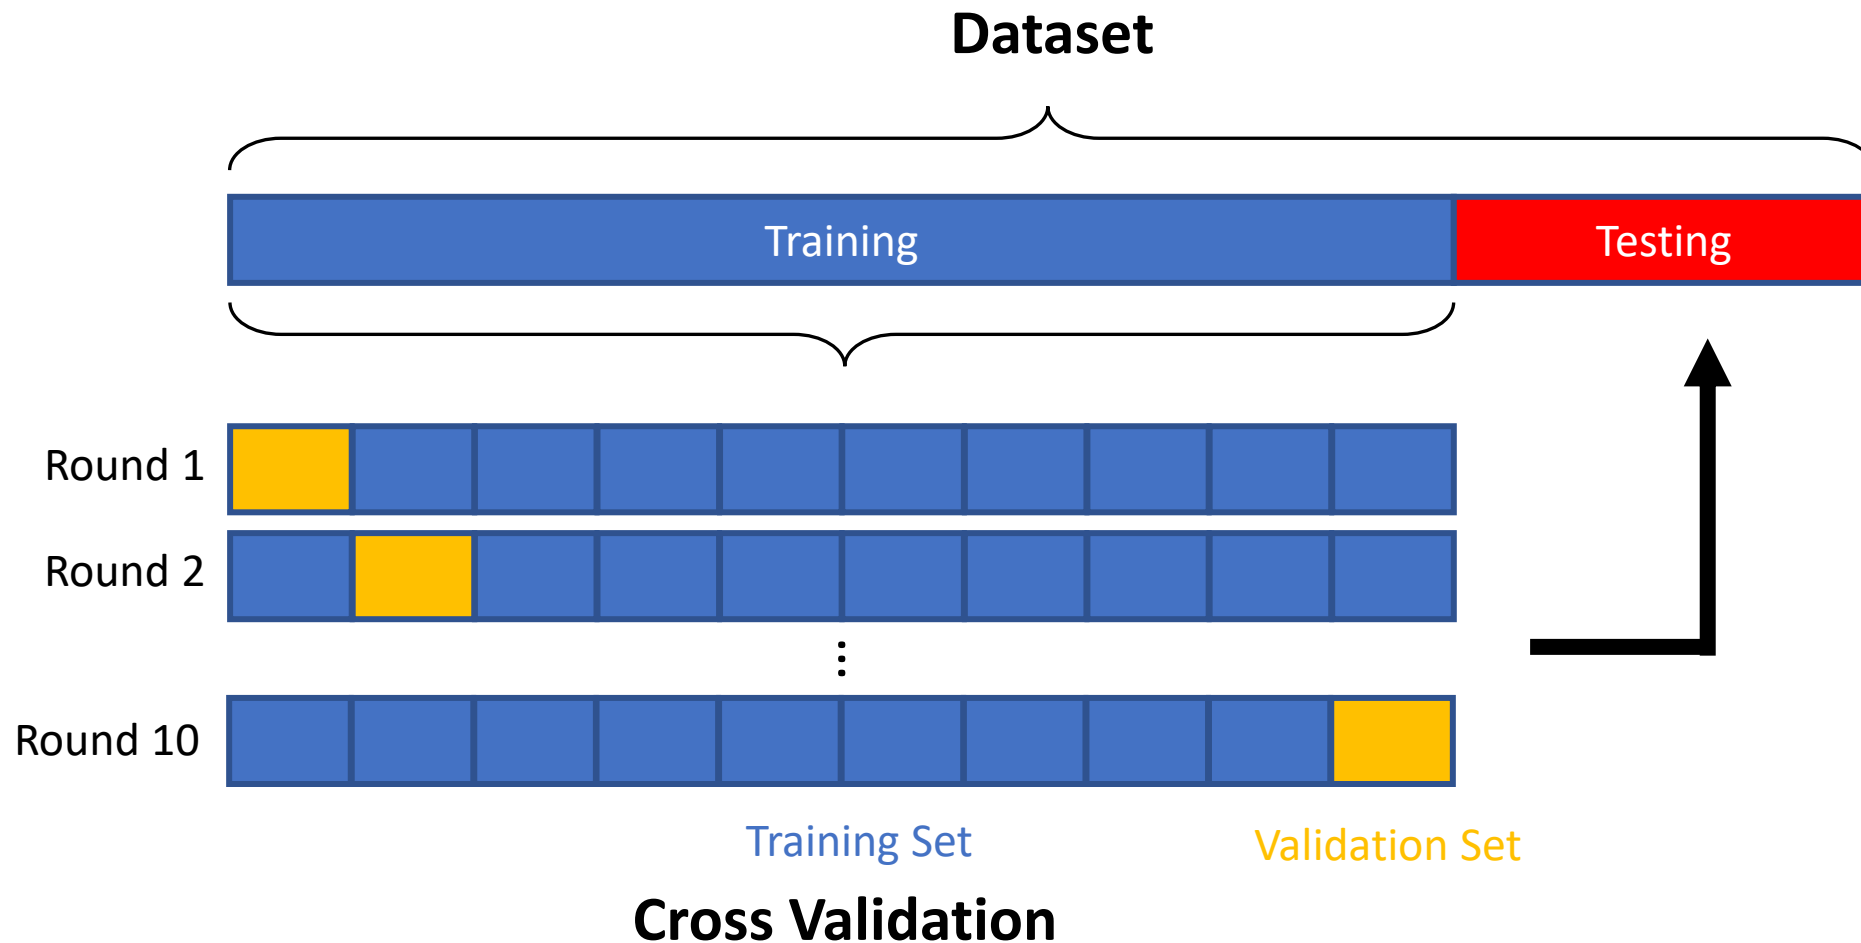 Dataset
Training
Testing
Round 1
Round 2
...
Round 10
Training Set
Validation Set
Cross Validation